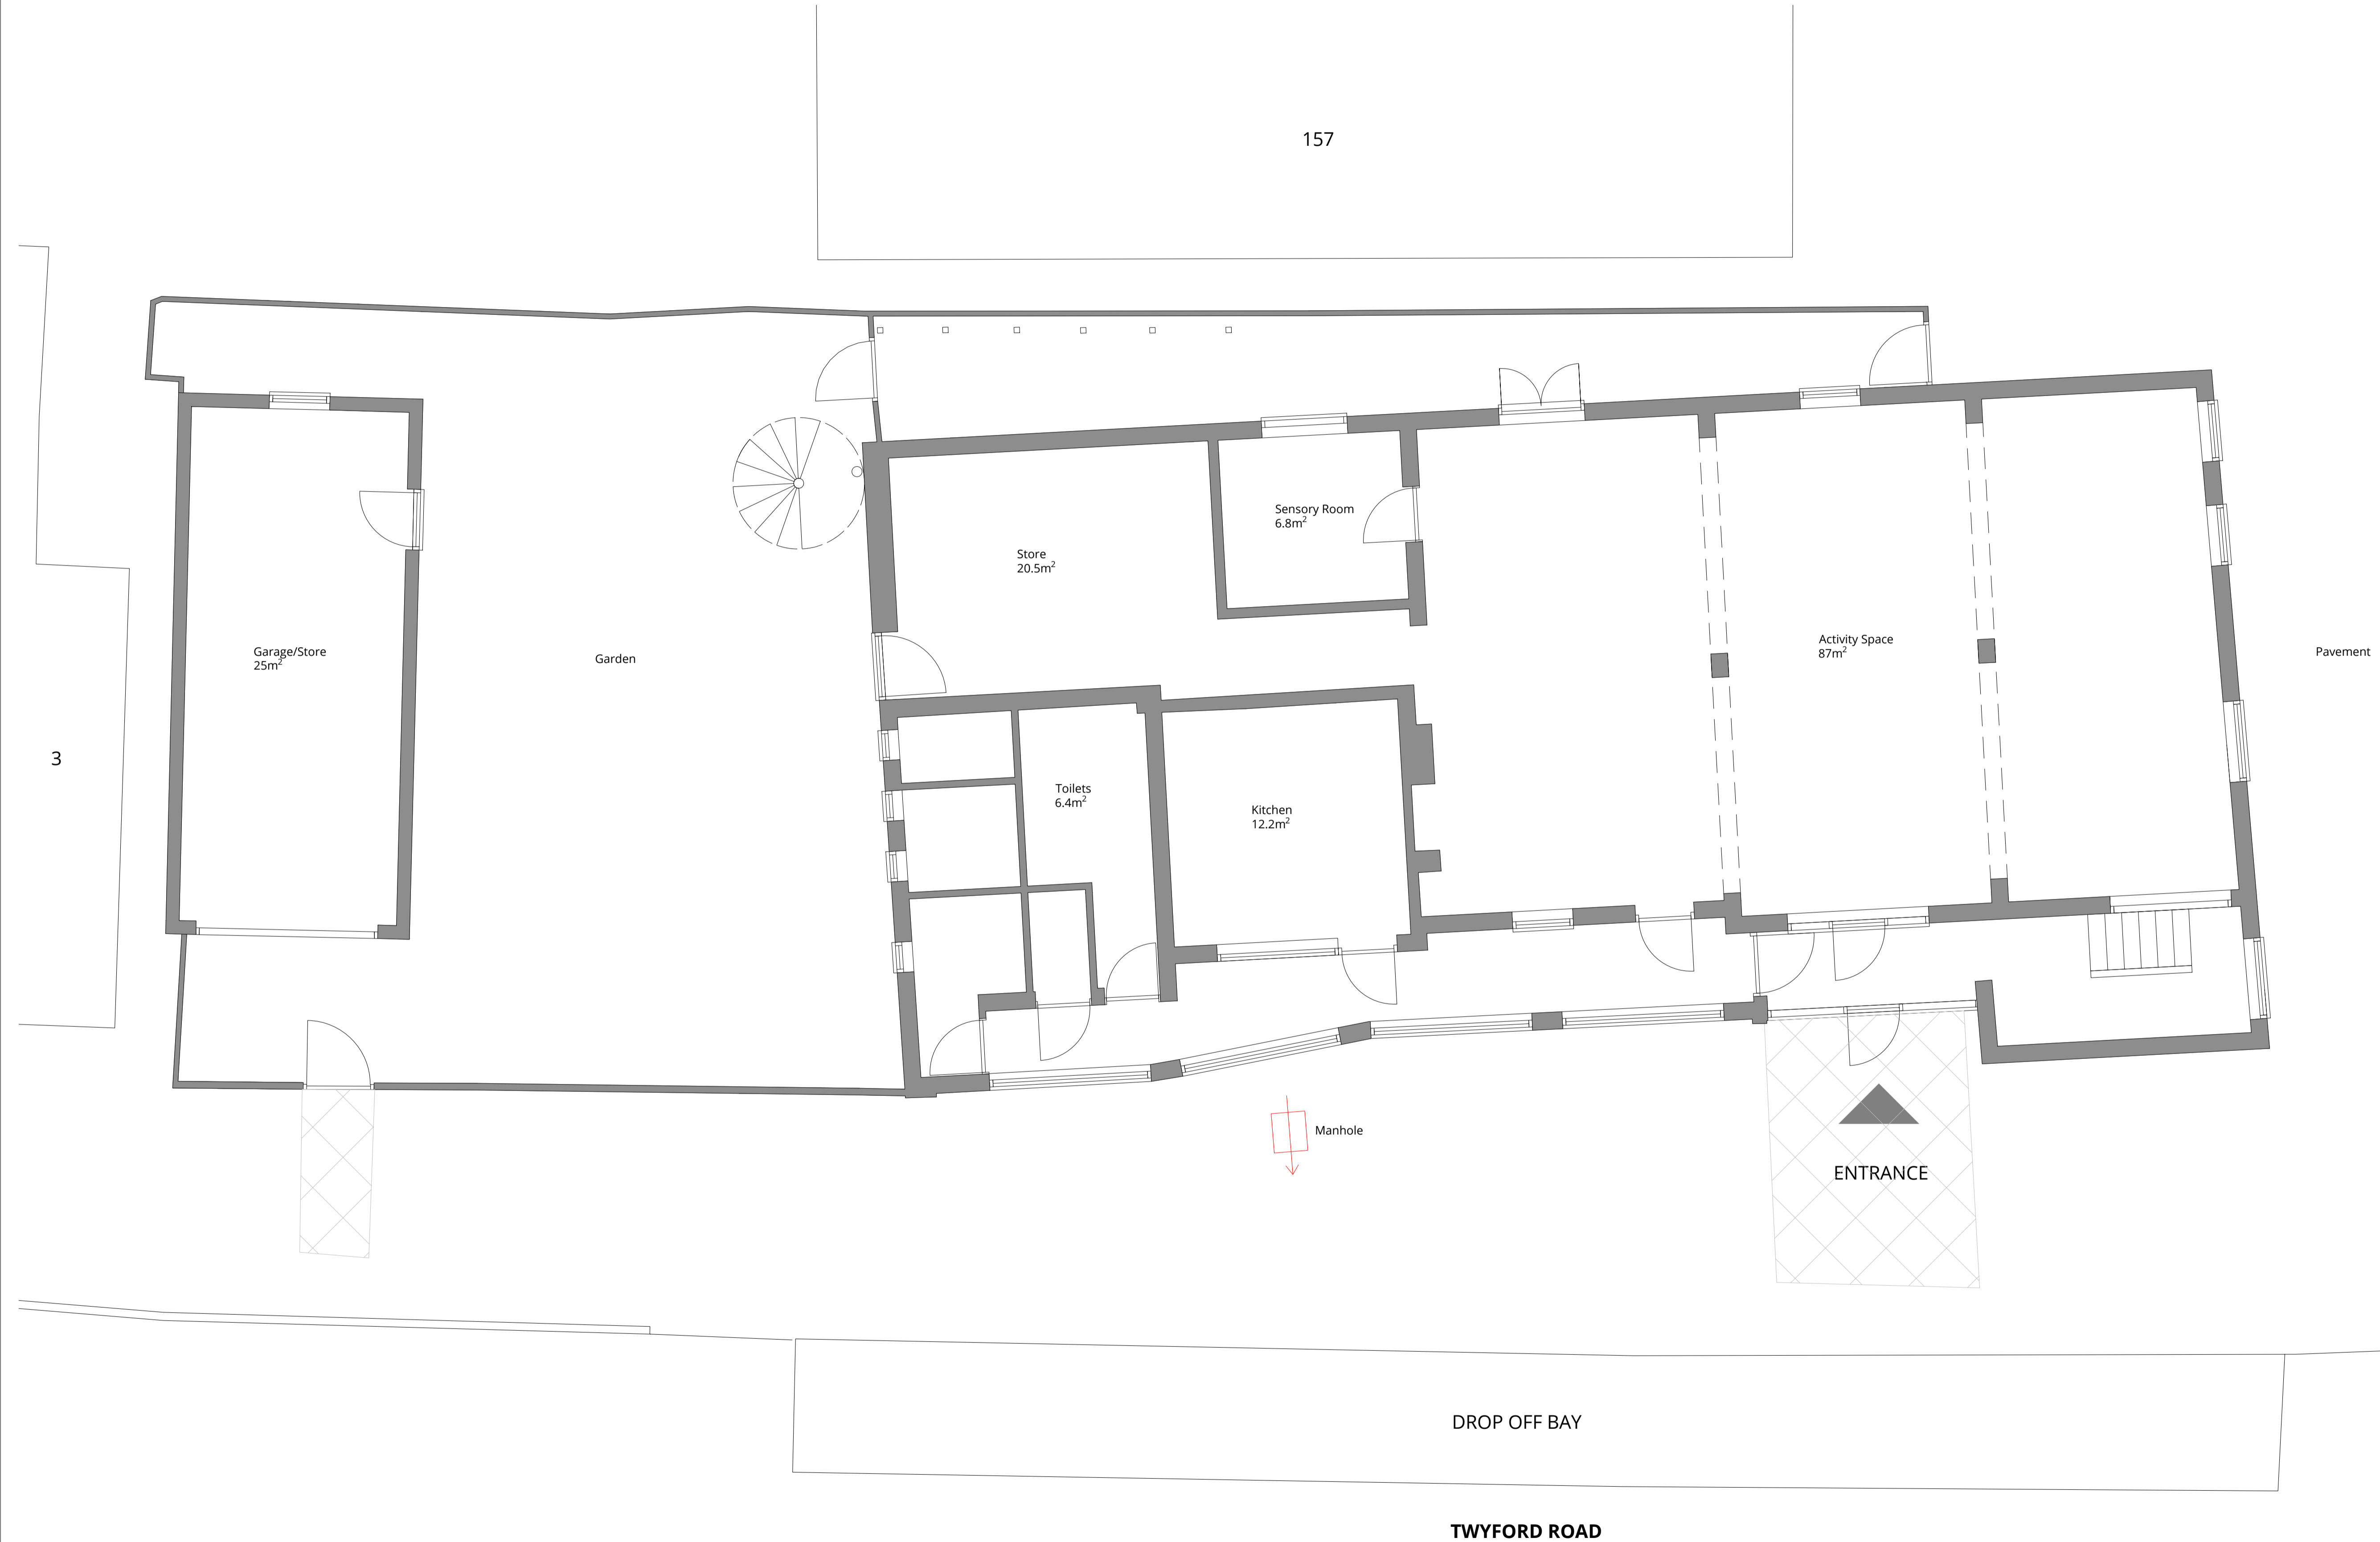 157
Sensory Room
6.8m²
Store
20.5m²
Activity Space
87m²
Garage/Store
25m²
Garden
Pavement
3
Toilets
6.4m²
Kitchen
12.2m²
Manhole
ENTRANCE
DROP OFF BAY
TWYFORD ROAD